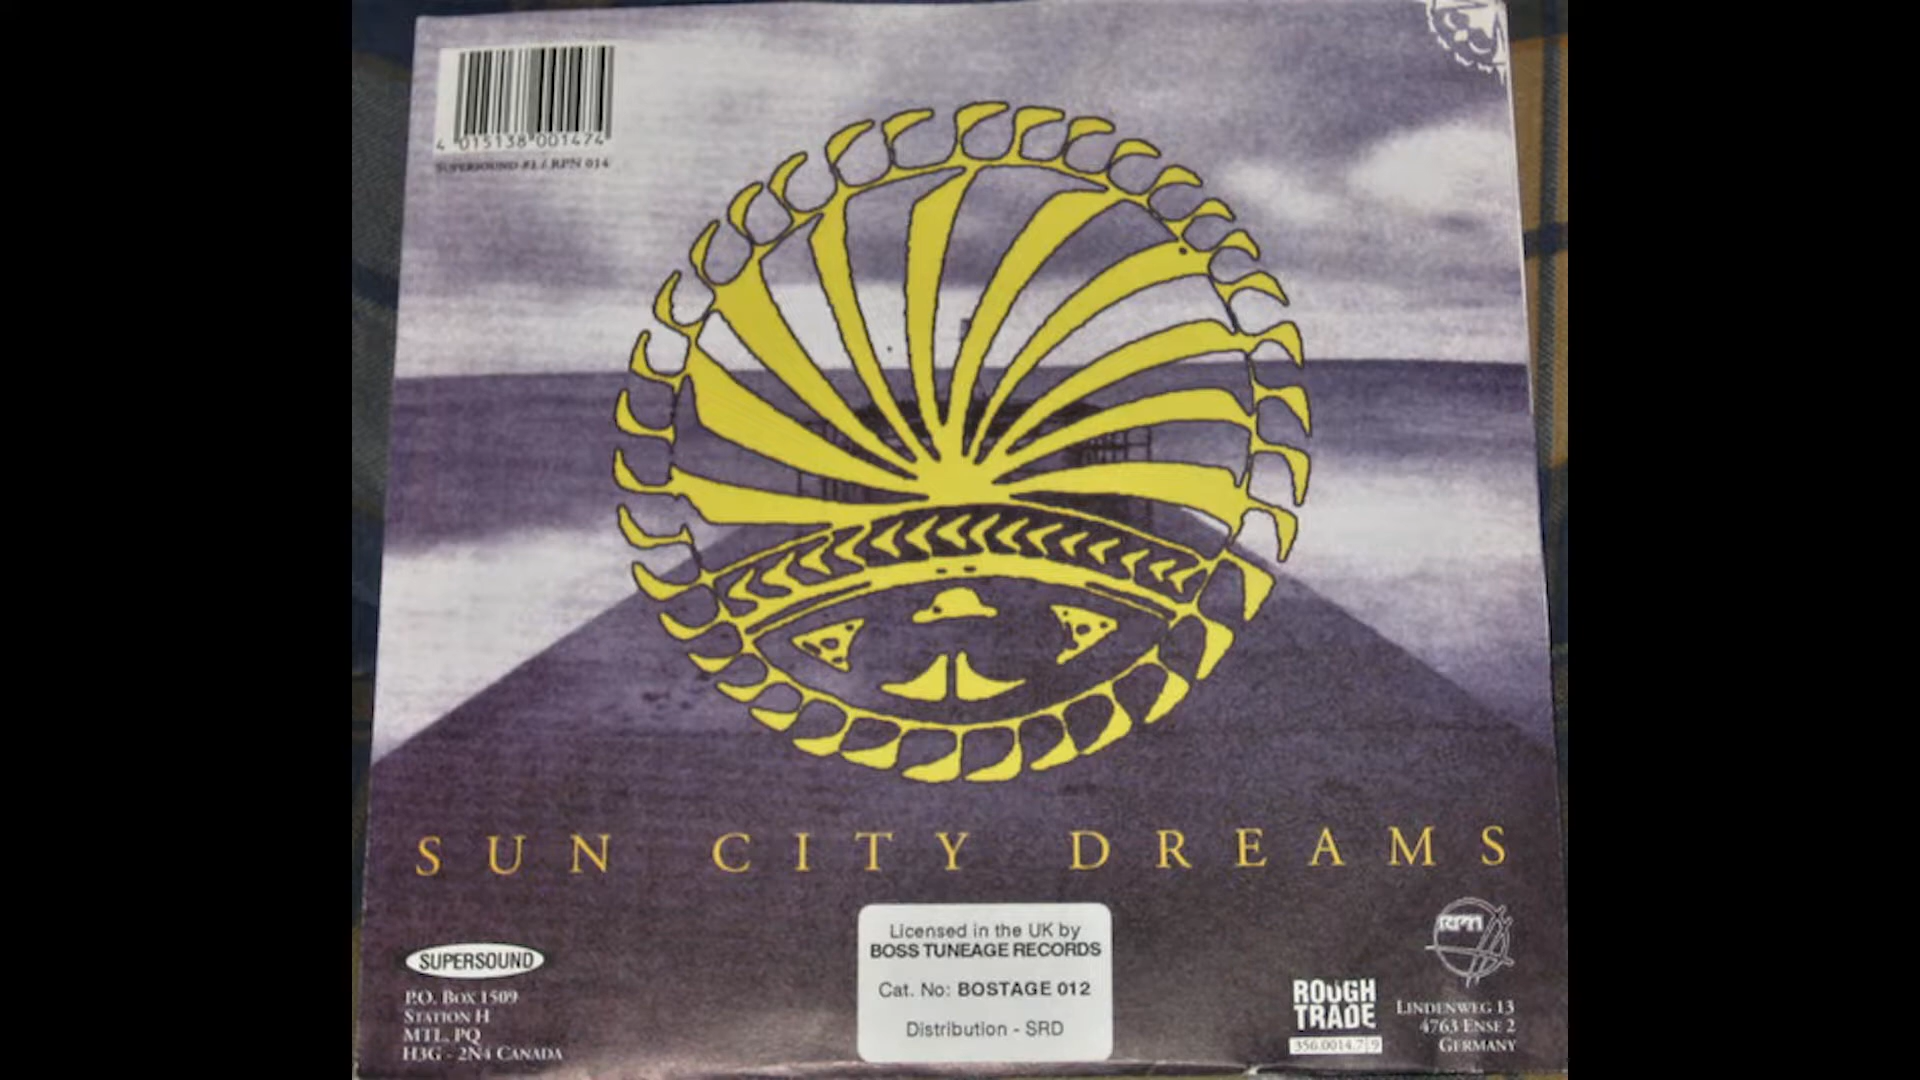 4 015138 001474
SUPERSOUND #1 / RPN 014
SUN CITY DREAMS
Licensed in the UK by
BOSS TUNEAGE RECORDS
Cat. No: BOSTAGE 012
Distribution - SRD
SUPERSOUND
P.O. BOX 1509
STATION H
MTL, PQ
H3G - 2N4 CANADA
ROUGH
TRADE
RPN
LINDENWEG 13
4763 ENSE 2
GERMANY